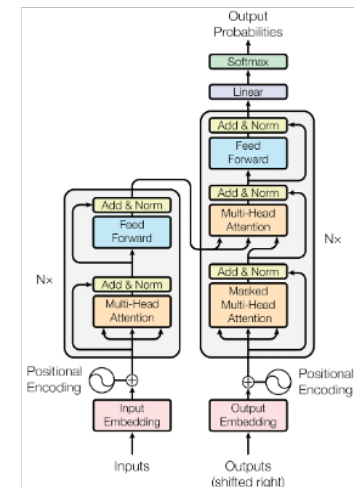 Output
Probabilities
Softmax
Linear
Add & Norm
Feed
Forward
Add & Norm
Multi-Head
Attention
Add & Norm
Masked
Multi-Head
Attention
Nx
Add & Norm
Feed
Forward
Add & Norm
Multi-Head
Attention
Nx
Positional
Encoding
Positional
Encoding
Input
Embedding
Output
Embedding
Inputs
Outputs
(shifted right)